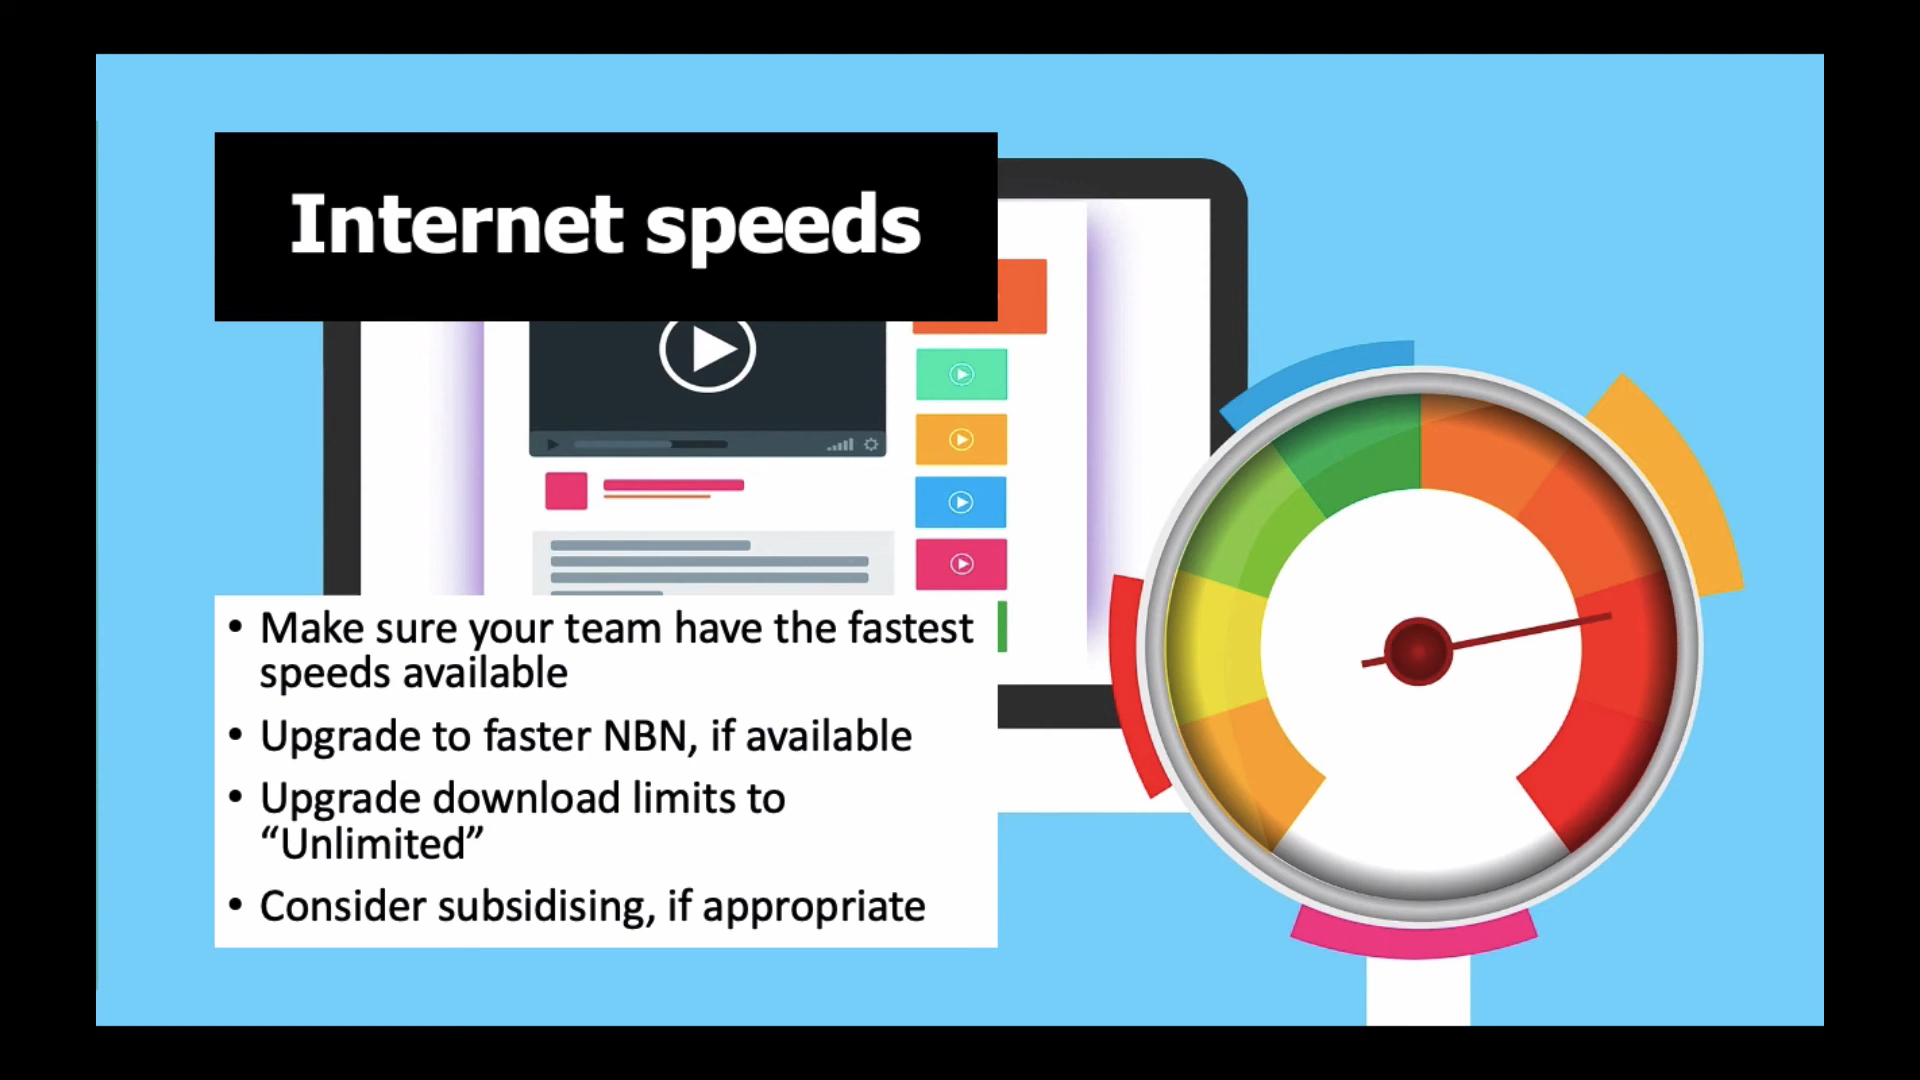 Internet speeds
• Make sure your team have the fastest
speeds available
• Upgrade to faster NBN, if available
• Upgrade download limits to
“Unlimited”
• Consider subsidising, if appropriate